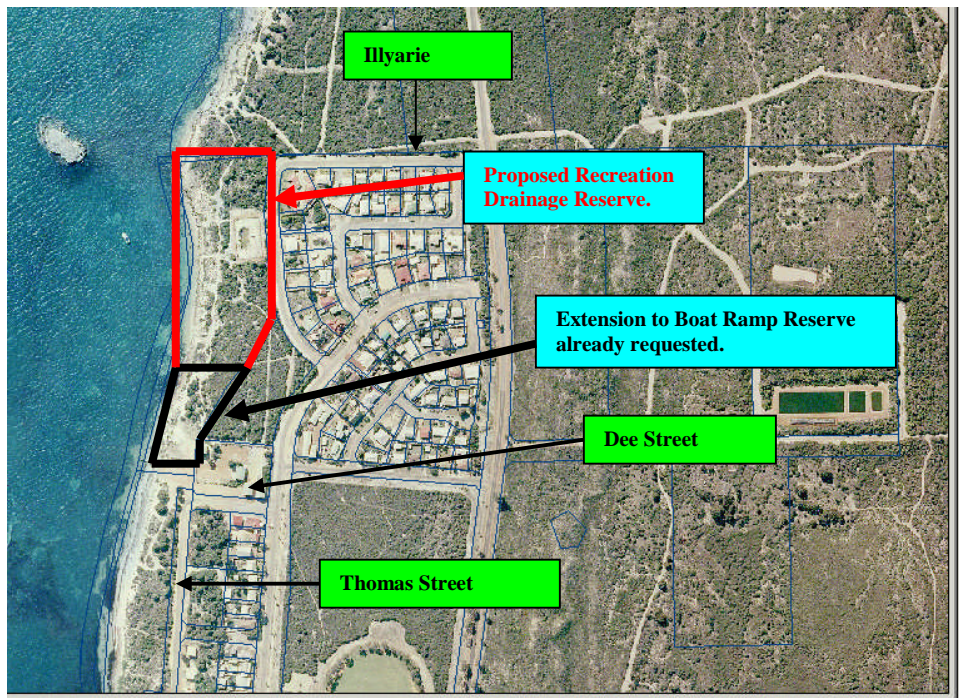 Illyarie
Proposed Recreation
Drainage Reserve.
Extension to Boat Ramp Reserve
already requested.
Dee Street
Thomas Street